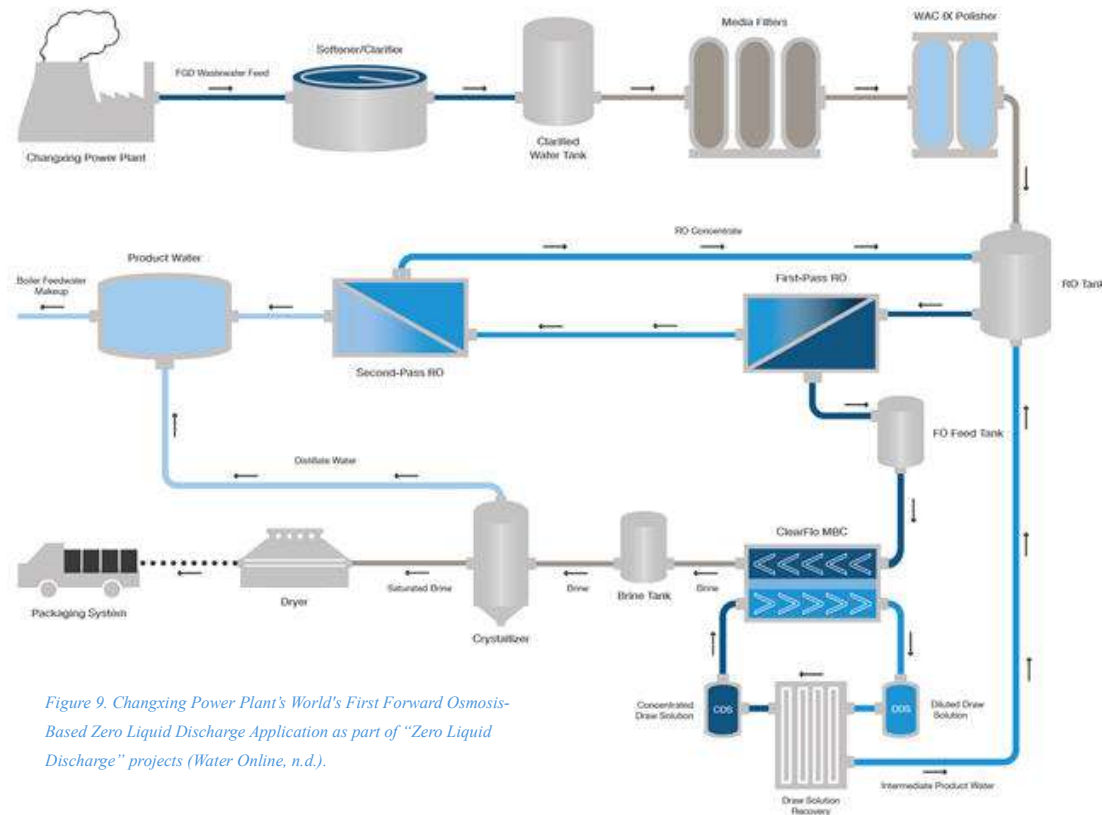 WAC IX Polisher
Media Filters
Softener/Clarifier
FGD Wastewater Feed
Changxing Power Plant
Clarified
Water Tank
RO Concentrate
Product Water
First-Pass RO
Boiler Feedwater
Makeup
RO Tank
Second-Pass RO
FO Feed Tank
Distillate Water
ClearFlo MBC
Packaging System
Dryer
Saturated Brine
Crystallizer
Brine
Brine Tank
Brine
Concentrated
Draw Solution
CDS
DDS
Diluted Draw
Solution
Intermediate Product Water
Draw Solution
Recovery
Figure 9. Changxing Power Plant’s World's First Forward Osmosis-
Based Zero Liquid Discharge Application as part of “Zero Liquid
Discharge” projects (Water Online, n.d.).